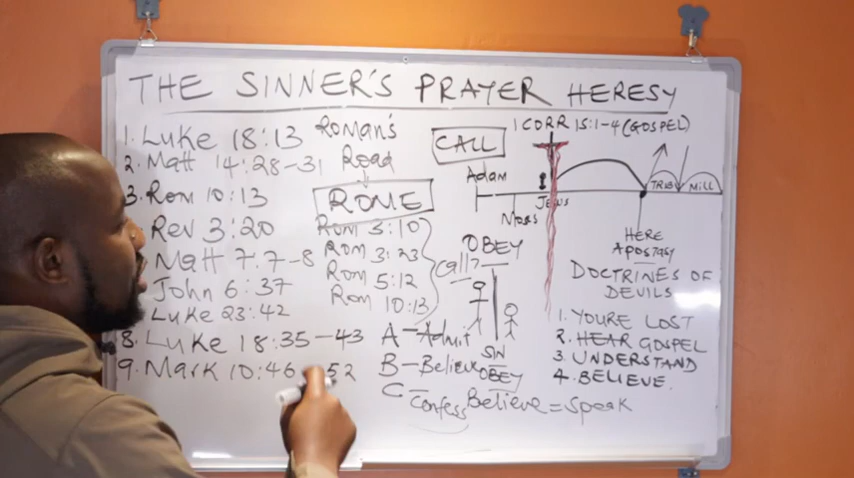 THE SINNER'S PRAYER HERESY
1. Luke 18:13
2. Matt 14:28-31
3. Rom 10:13
Rev 3:20
Matt 7.7-8
John 6:37
Luke 23:42
8. Luke 18:35-43
9. Mark 10:46 52
Roman's
Road
ROME
Rom 3:10
Rom 3:23
Rom 5:12
Rom 10:13
A-Admit
B-Believe
C-
Confess
CALL
Adam
Moses
JEWS
OBEY
Call?
SIN
OBEY
Believe = Speak
1 CORR 15:1-4 (GOSPEL)
TRIB
MILL
HERE
APOSTASY
DOCTRINES OF
DEVILS
1. YOURE LOST
2. HEAR GOSPEL
3. UNDERSTAND
4. BELIEVE.